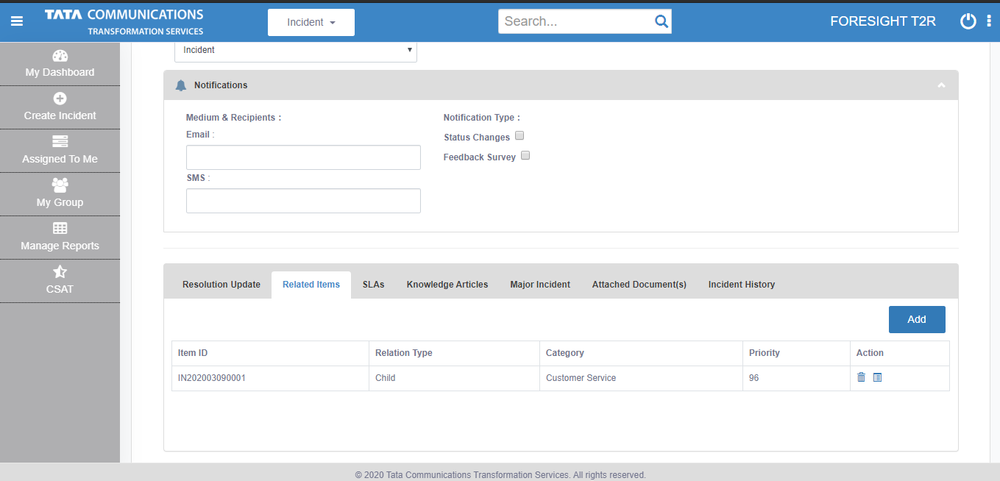 TATA COMMUNICATIONS
TRANSFORMATION SERVICES
Incident
Search...
FORESIGHT T2R
My Dashboard
Create Incident
Assigned To Me
My Group
Manage Reports
CSAT
Incident
Notifications
Medium & Recipients :
Notification Type :
Email :
Status Changes
Feedback Survey
SMS :
Resolution Update Related Items SLAs Knowledge Articles Major Incident Attached Document(s) Incident History
Add
Item ID Relation Type Category Priority Action
IN202003090001 Child Customer Service 96
© 2020 Tata Communications Transformation Services. All rights reserved.